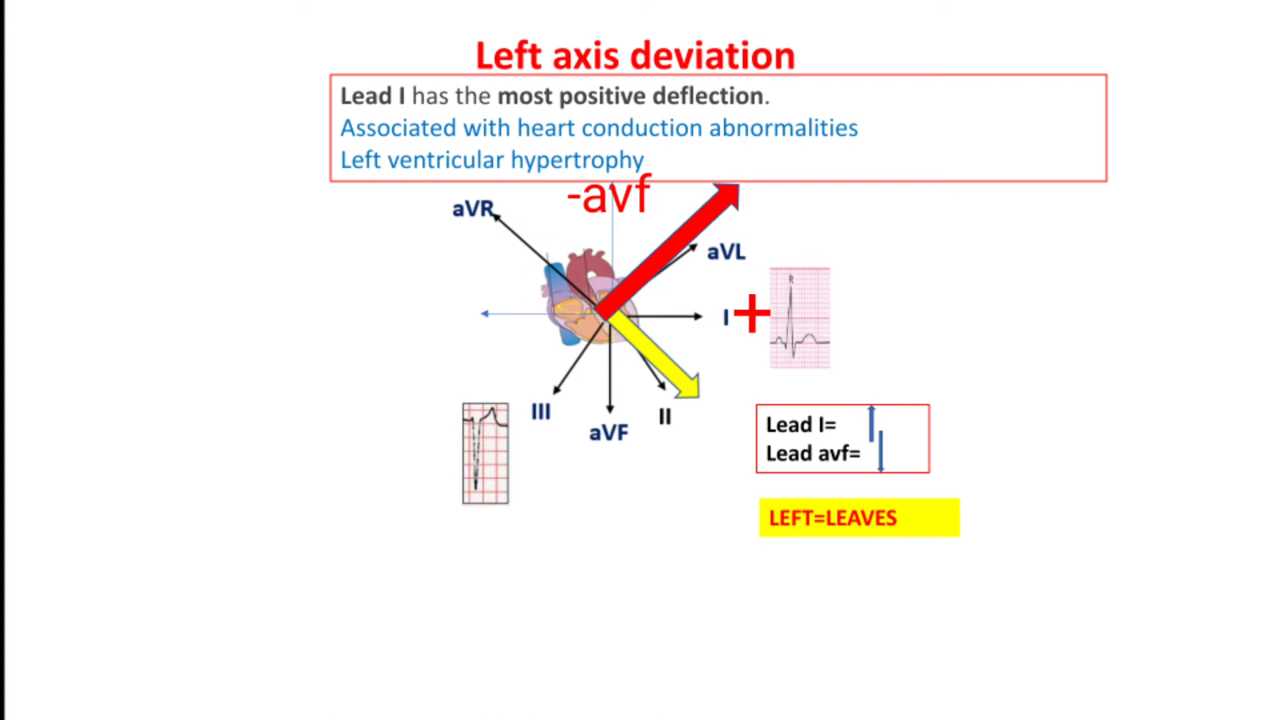 Left axis deviation
Lead I has the most positive deflection.
Associated with heart conduction abnormalities
Left ventricular hypertrophy
-avf
aVR
aVL
R
I+
III
aVF
II
Lead I=
Lead avf=
LEFT=LEAVES